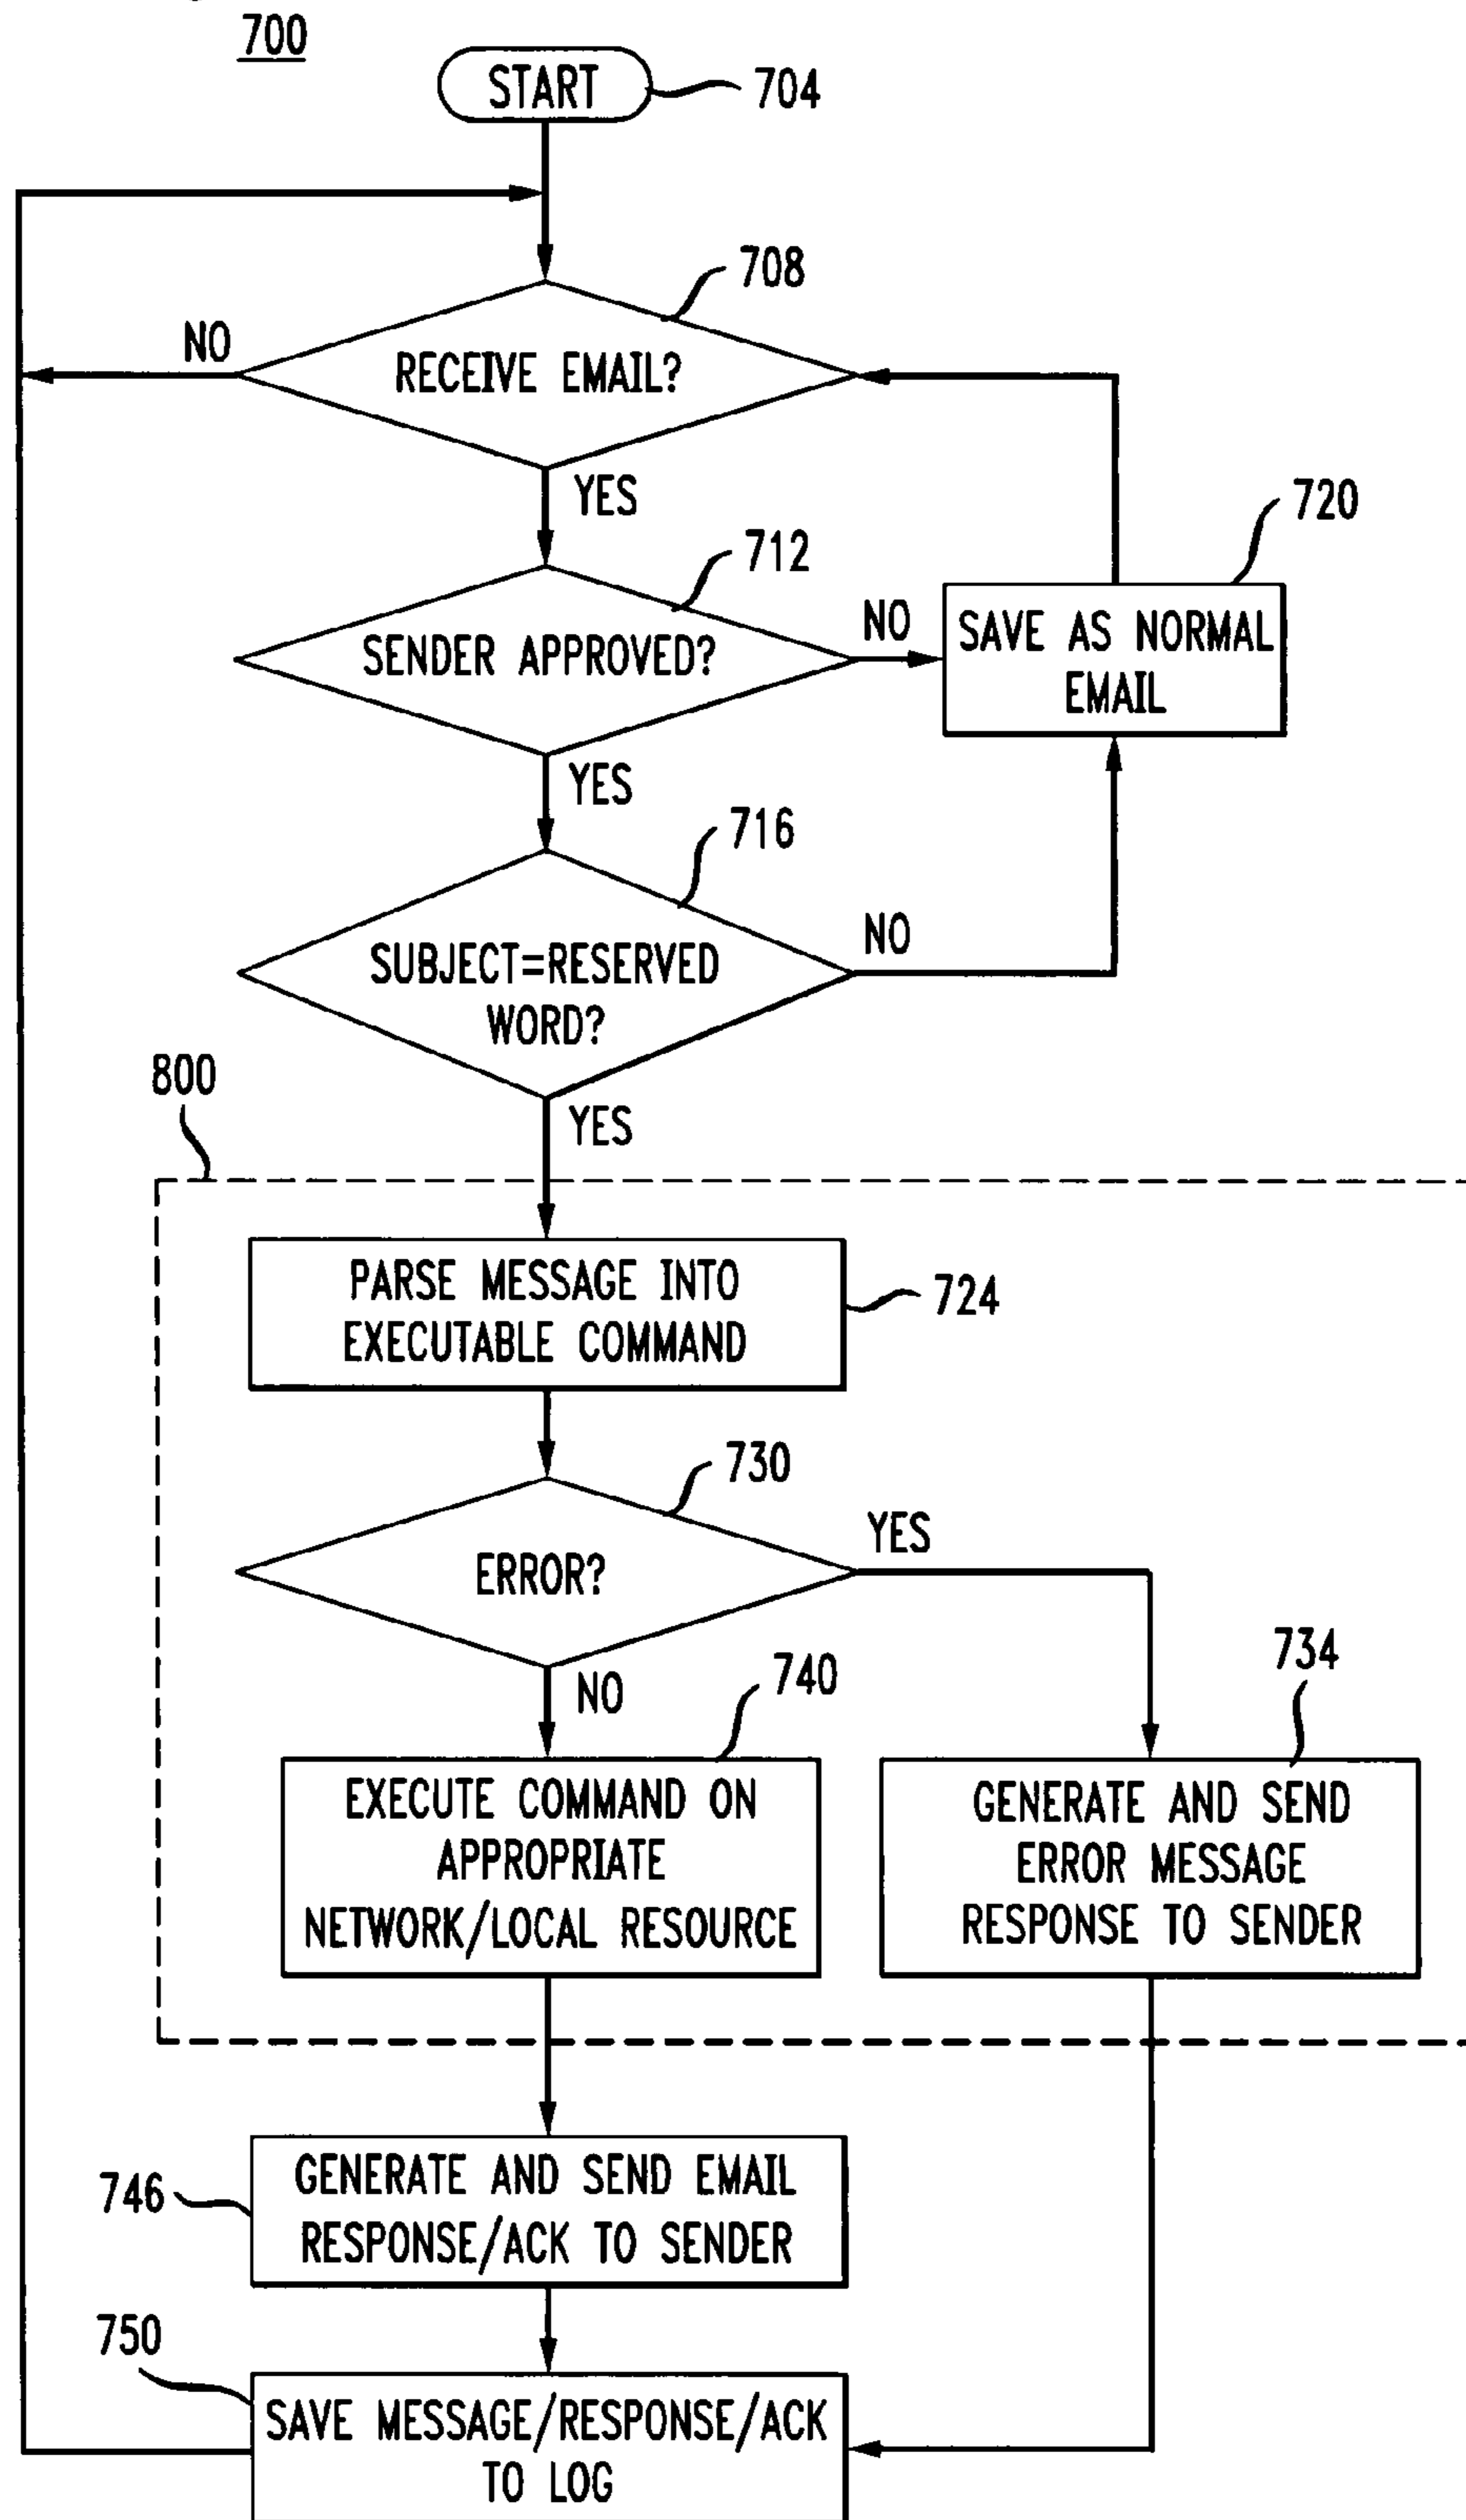 700
START
704
708
NO
RECEIVE EMAIL?
YES
720
712
NO
SAVE AS NORMAL
EMAIL
SENDER APPROVED?
YES
716
NO
SUBJECT=RESERVED
WORD?
800
YES
PARSE MESSAGE INTO
EXECUTABLE COMMAND
724
730
YES
ERROR?
734
740
NO
EXECUTE COMMAND ON
APPROPRIATE
NETWORK/LOCAL RESOURCE
GENERATE AND SEND
ERROR MESSAGE
RESPONSE TO SENDER
746
GENERATE AND SEND EMAIL
RESPONSE/ACK TO SENDER
750
SAVE MESSAGE/RESPONSE/ACK
TO LOG